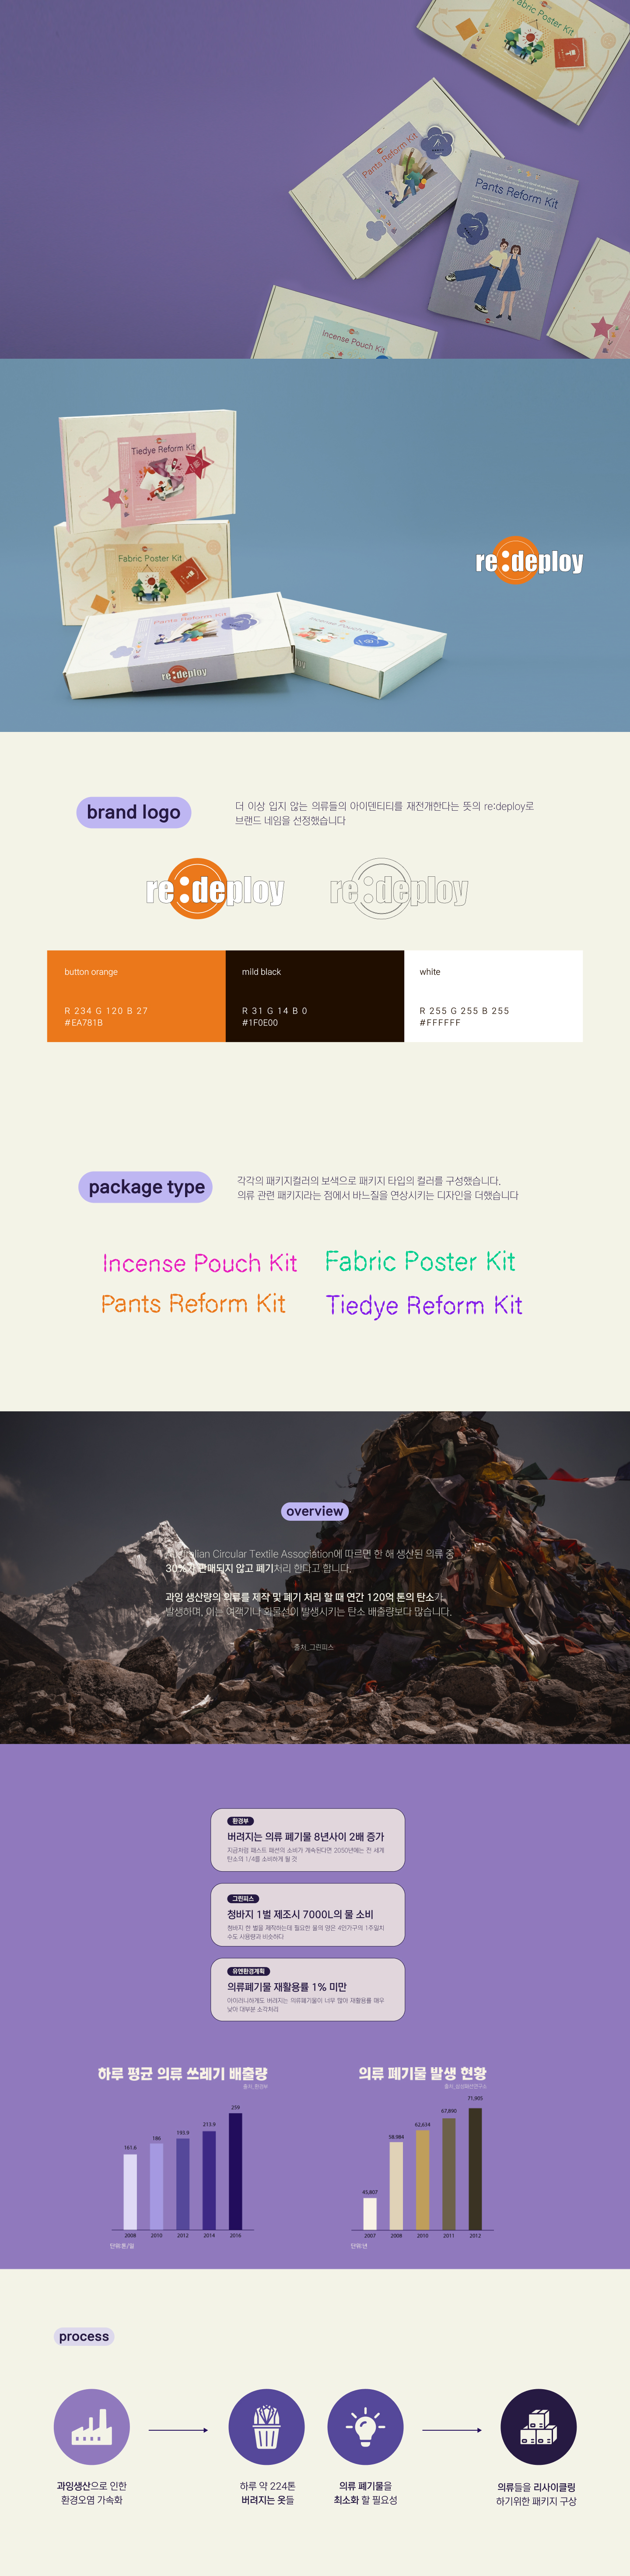 Fabric Poster Kit
Pants Reform Kit
Pants Reform Kit
Incense Pouch Kit
Tiedye Reform Kit
Fabric Poster Kit
Pants Reform Kit
re:deploy
re:deploy
brand logo
더 이상 입지 않는 의류들의 아이덴티티를 재전개한다는 뜻의 re:deploy로
브랜드 네임을 선정했습니다
re:deploy
re:deploy
button orange
R 234 G 120 B 27
#EA781B
mild black
R 31 G 14 B 0
#1F0E00
white
R 255 G 255 B 255
#FFFFFF
package type
각각의 패키지컬러의 보색으로 패키지 타입의 컬러를 구성했습니다.
의류 관련 패키지라는 점에서 바느질을 연상시키는 디자인을 더했습니다
Incense Pouch Kit
Fabric Poster Kit
Pants Reform Kit
Tiedye Reform Kit
overview
Circular Textile Association에 따르면 한 해 생산된 의류 중
30%가 판매되지 않고 폐기처리 한다고 합니다.
과잉 생산량의 의류를 제작 및 폐기 처리 할 때 연간 120억 톤의 탄소가
발생하며, 이는 여객기나 화물선이 발생시키는 탄소 배출량보다 많습니다.
출처_그린피스
환경부
버려지는 의류 폐기물 8년사이 2배 증가
지금처럼 패스트 패션의 소비가 계속된다면 2050년에는 전 세계
탄소의 1/4를 소비하게 될 것
그린피스
청바지 1벌 제조시 7000L의 물 소비
청바지 한 벌을 제작하는데 필요한 물의 양은 4인가구의 1주일치
수도 사용량과 비슷하다
유엔환경계획
의류폐기물 재활용률 1% 미만
아이러니하게도 버려지는 의류폐기물이 너무 많아 재활용률 매우
낮아 대부분 소각처리
하루 평균 의류 쓰레기 배출량
출처_환경부
161.6
186
193.9
213.9
259
2008
2010
2012
2014
2016
단위:톤/일
의류 폐기물 발생 현황
45,807
58,984
62,634
67,890
71,905
2007
2008
2010
2011
2012
단위:년
process
과잉생산으로 인한
환경오염 가속화
하루 약 224톤
버려지는 옷들
의류 폐기물을
최소화 할 필요성
의류들을 리사이클링
하기위한 패키지 구상